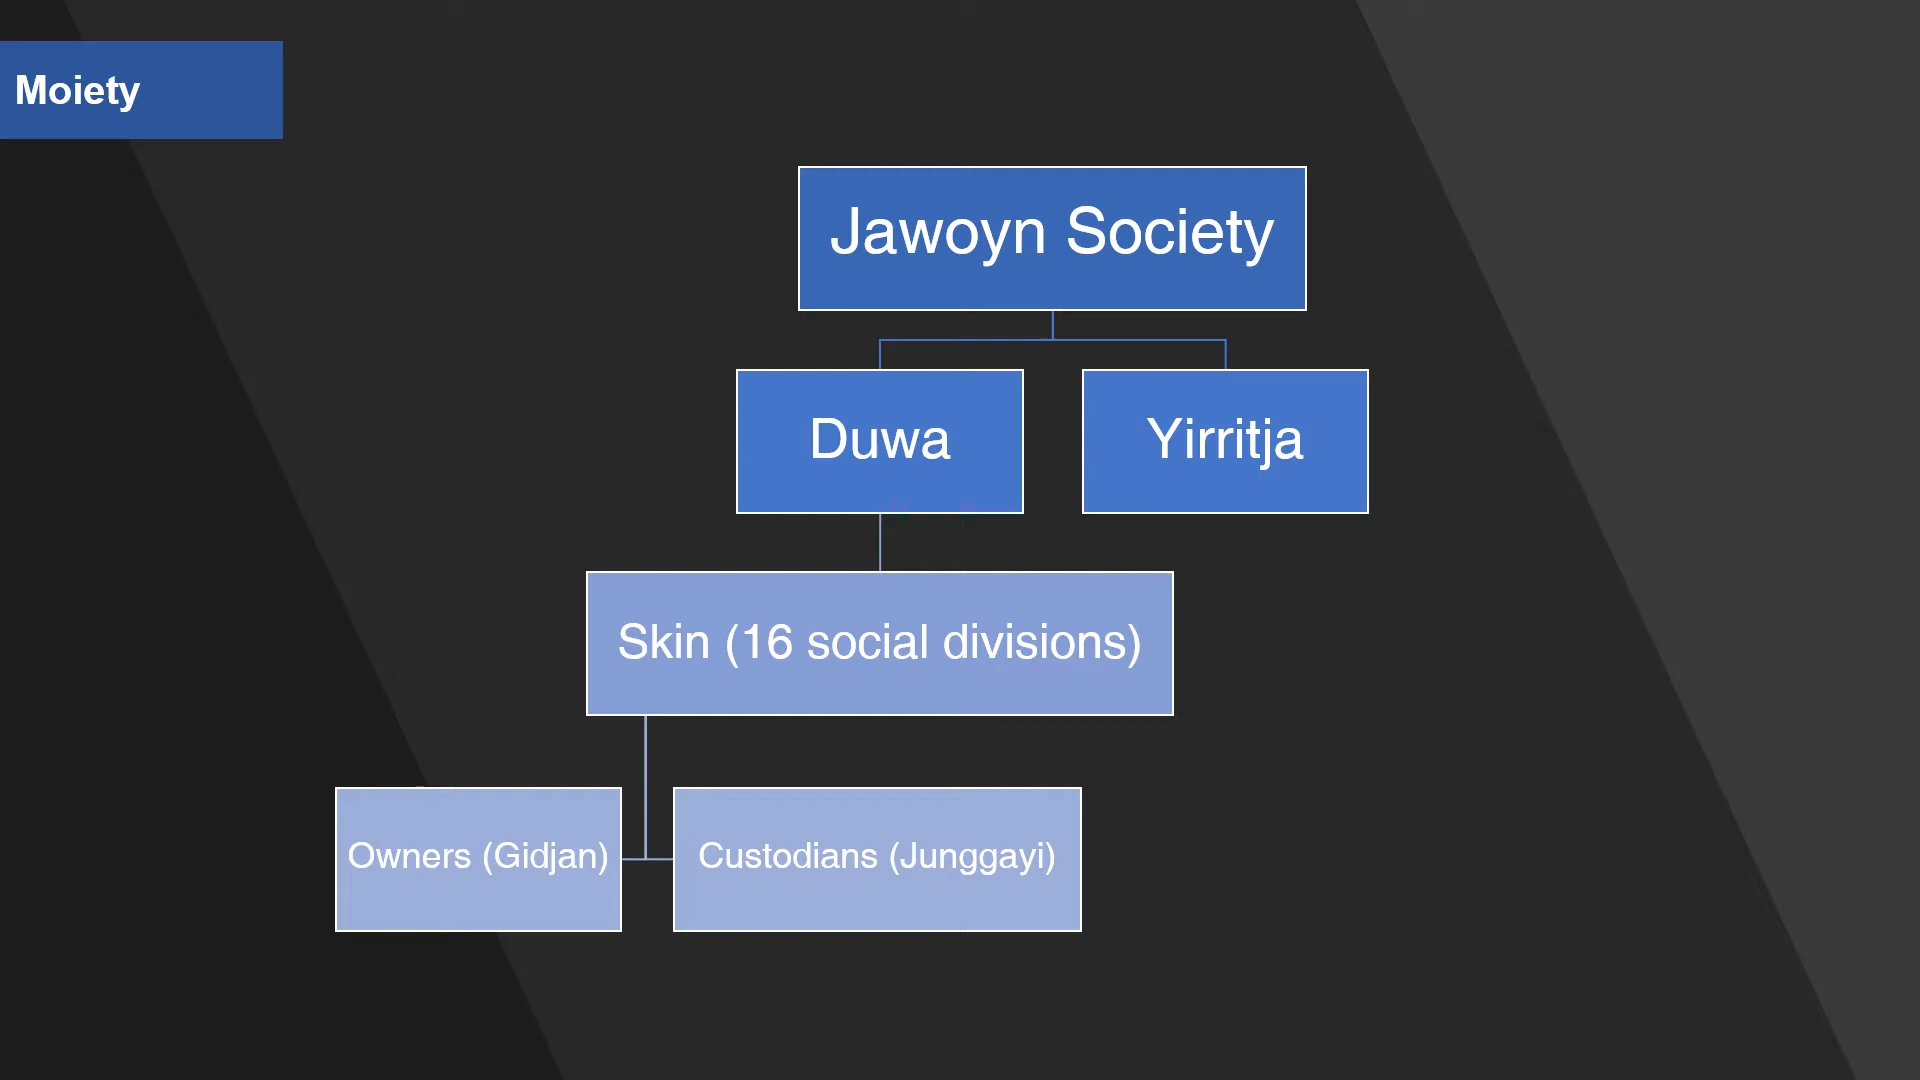 Moiety
Jawoyn Society
Duwa
Yirritja
Skin (16 social divisions)
Owners (Gidjan)
Custodians (Junggayi)